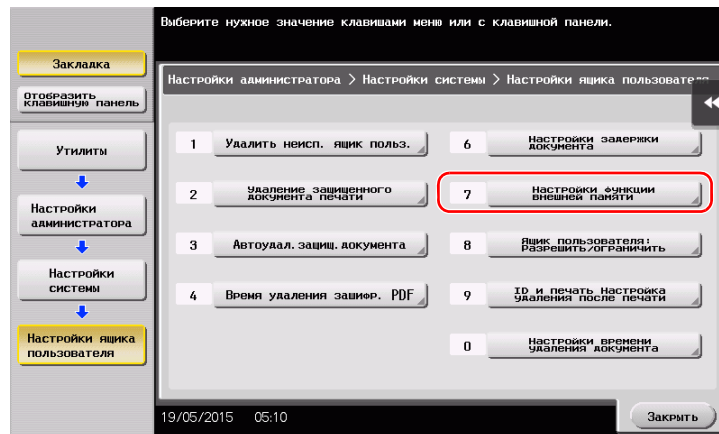 Выберите нужное значение клавишами меню или с клавишной панели.
Закладка
Отобразить
клавишную панель
Утилиты
Настройки
администратора
Настройки
системы
Настройки ящика
пользователя
Настройки администратора > Настройки системы > Настройки ящика
1 Удалить неисп. ящик польз.
2 Удаление защищенного
документа печати
3 Автоудал. защищ. документа
4 Время удаления зашифр. PDF
6 Настройки задержки
документа
7 Настройки функции
внешней памяти
8 Ящик пользователя:
Разрешить/ограничить
9 ID и печать Настройка
удаления после печати
0 Настройки времени
удаления документа
19/05/2015 05:10
Закрыть